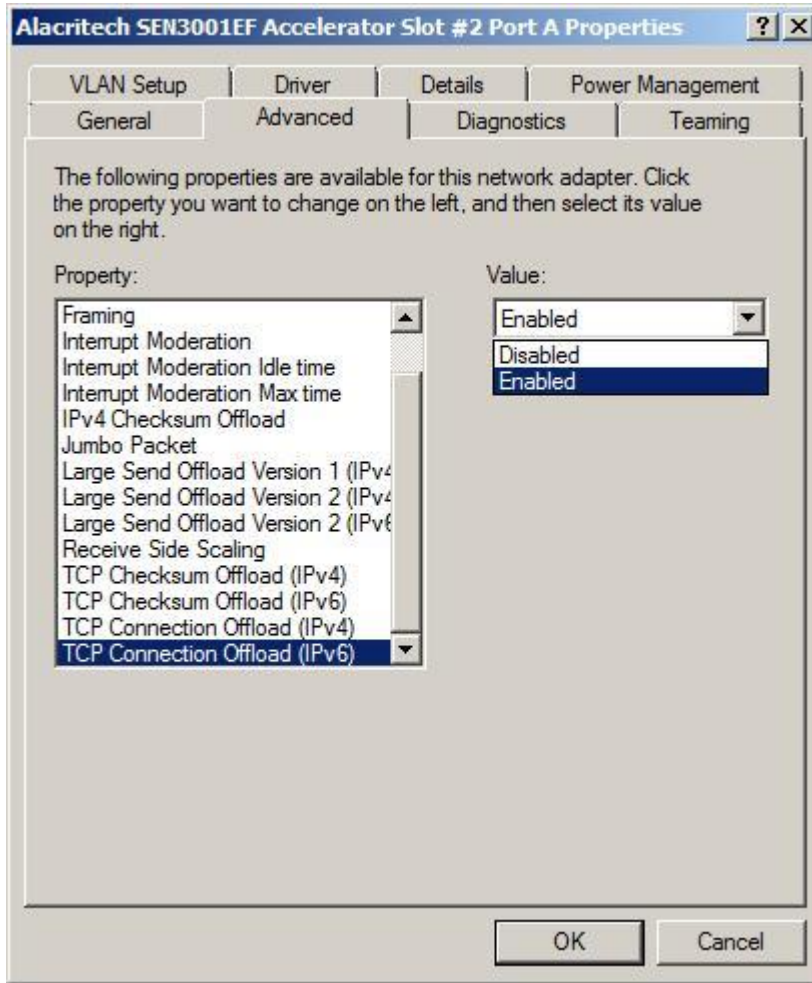 Alacritech SEN3001EF Accelerator Slot #2 Port A Properties
VLAN Setup Driver Details Power Management
General Advanced Diagnostics Teaming
The following properties are available for this network adapter. Click
the property you want to change on the left, and then select its value
on the right.
Property:
Framing
Interrupt Moderation
Interrupt Moderation Idle time
Interrupt Moderation Max time
IPv4 Checksum Offload
Jumbo Packet
Large Send Offload Version 1 (IPv4
Large Send Offload Version 2 (IPv4
Large Send Offload Version 2 (IPv6
Receive Side Scaling
TCP Checksum Offload (IPv4)
TCP Checksum Offload (IPv6)
TCP Connection Offload (IPv4)
TCP Connection Offload (IPv6)
Value:
Enabled
Disabled
Enabled
OK Cancel